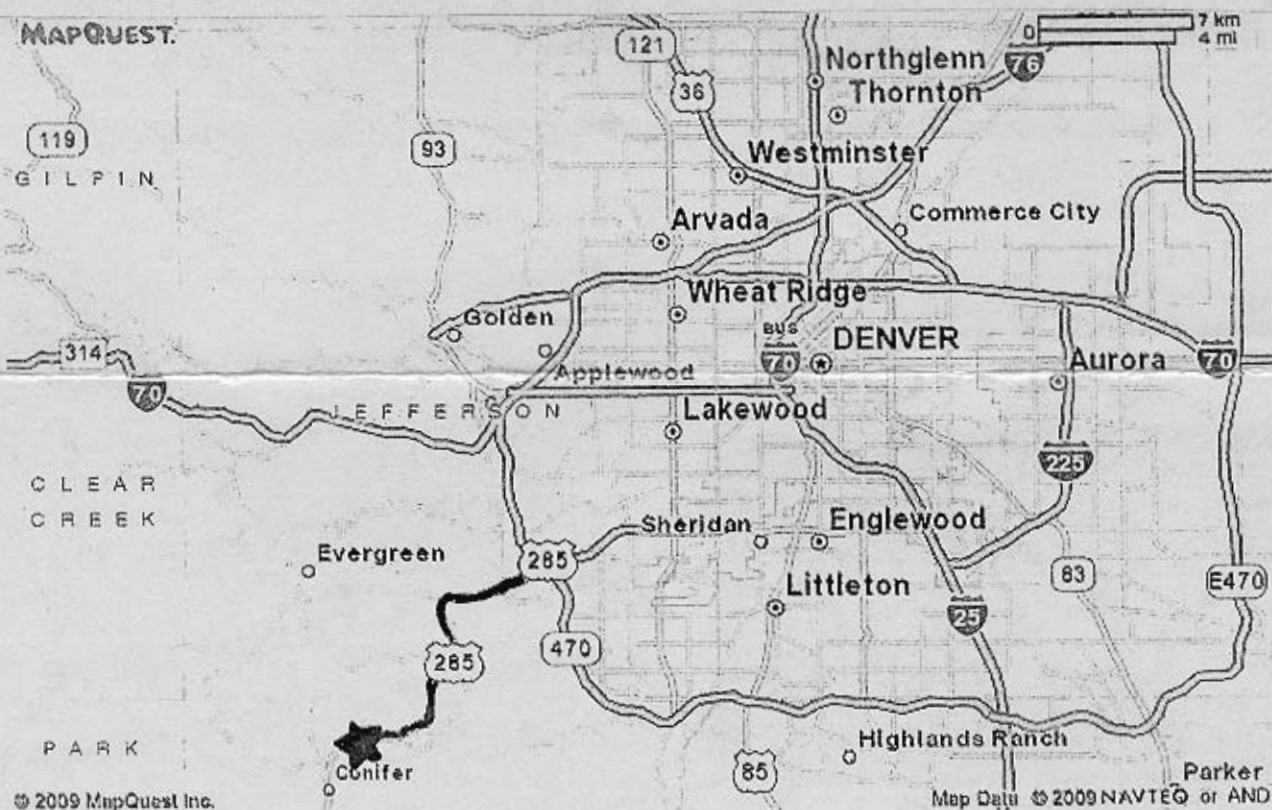 MAPQUEST.
0
7 km
4 mi
121
36
Northglenn
Thornton
76
119
93
GILPIN
Westminster
Arvada
Commerce City
Wheat Ridge
Golden
BUS
70
DENVER
314
70
Applewood
Aurora
70
JEFFERSON
Lakewood
225
CLEAR
CREEK
Sheridan
Englewood
Evergreen
285
83
E470
Littleton
25
285
470
PARK
Conifer
Highlands Ranch
85
Parker
© 2009 MapQuest Inc.
Map Data © 2009 NAVTEQ or AND